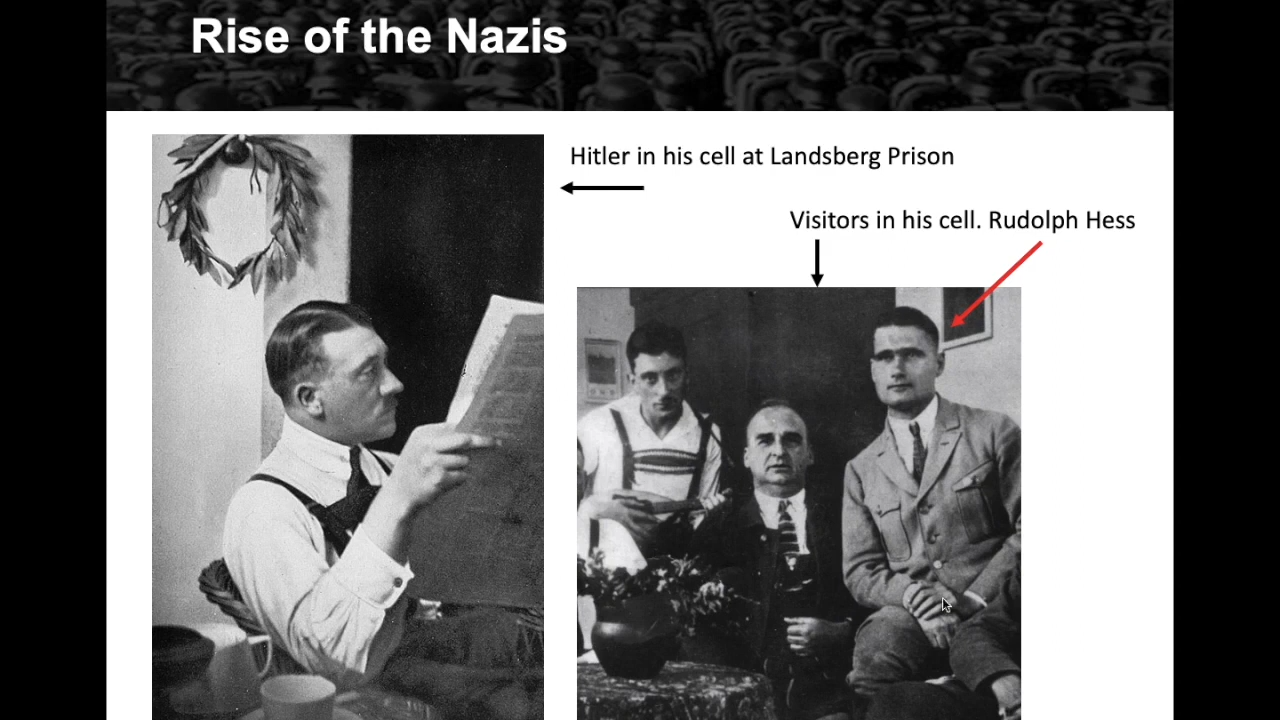 Rise of the Nazis
Hitler in his cell at Landsberg Prison
Visitors in his cell. Rudolph Hess